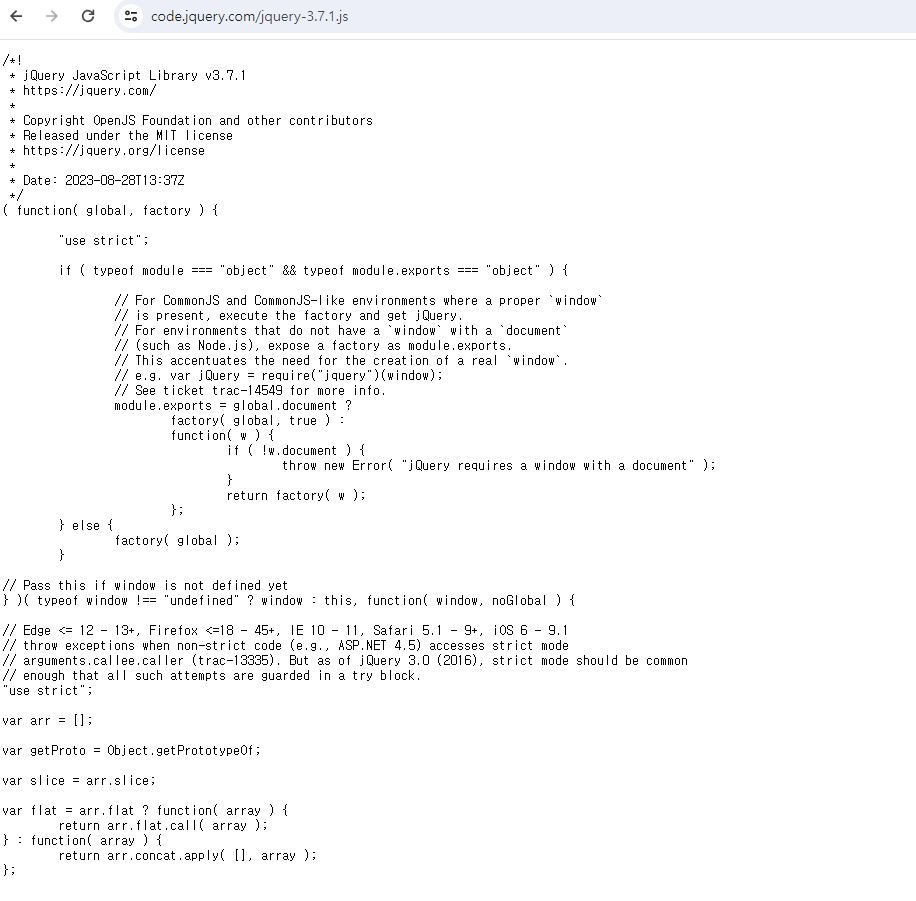 code.jquery.com/jquery-3.7.1.js
/*!
 * jQuery JavaScript Library v3.7.1
 * https://jquery.com/
 *
 * Copyright OpenJS Foundation and other contributors
 * Released under the MIT license
 * https://jquery.org/license
 *
 * Date: 2023-08-28T13:37Z
 */
( function( global, factory ) {

	"use strict";

	if ( typeof module === "object" && typeof module.exports === "object" ) {

		// For CommonJS and CommonJS-like environments where a proper `window`
		// is present, execute the factory and get jQuery.
		// For environments that do not have a `window` with a `document`
		// (such as Node.js), expose a factory as module.exports.
		// This accentuates the need for the creation of a real `window`.
		// e.g. var jQuery = require("jquery")(window);
		// See ticket trac-14549 for more info.
		module.exports = global.document ?
			factory( global, true ) :
			function( w ) {
				if ( !w.document ) {
					throw new Error( "jQuery requires a window with a document" );
				}
				return factory( w );
			};
	} else {
		factory( global );
	}

// Pass this if window is not defined yet
} )( typeof window !== "undefined" ? window : this, function( window, noGlobal ) {

// Edge <= 12 - 13+, Firefox <=18 - 45+, IE 10 - 11, Safari 5.1 - 9+, iOS 6 - 9.1
// throw exceptions when non-strict code (e.g., ASP.NET 4.5) accesses strict mode
// arguments.callee.caller (trac-13335). But as of jQuery 3.0 (2016), strict mode should be common
// enough that all such attempts are guarded in a try block.
"use strict";

var arr = [];

var getProto = Object.getPrototypeOf;

var slice = arr.slice;

var flat = arr.flat ? function( array ) {
	return arr.flat.call( array );
} : function( array ) {
	return arr.concat.apply( [], array );
};